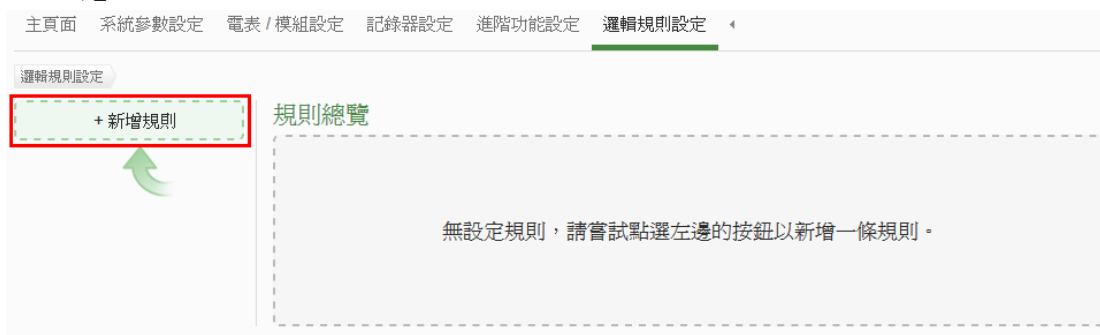 主頁面 系統參數設定 電表 / 模組設定 記錄器設定 進階功能設定 邏輯規則設定
邏輯規則設定
+ 新增規則
規則總覽
無設定規則，請嘗試點選左邊的按鈕以新增一條規則。